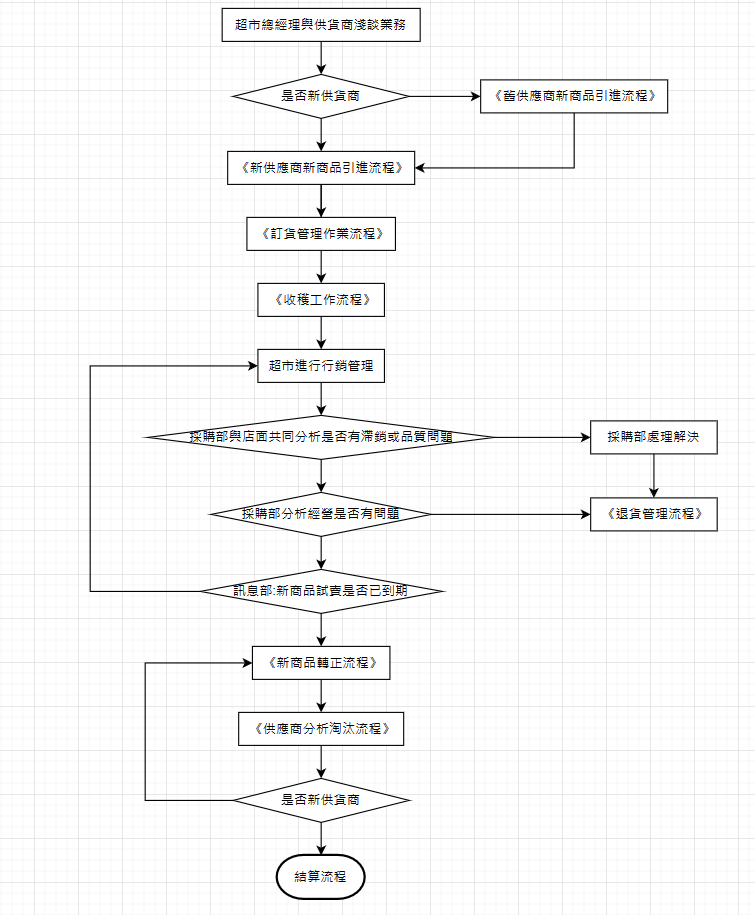 超市總經理與供貨商淺談業務
是否新供貨商
《舊供應商新商品引進流程》
《新供應商新商品引進流程》
《訂貨管理作業流程》
《收穫工作流程》
超市進行行銷管理
採購部與店面共同分析是否有滯銷或品質問題
採購部處理解決
採購部分析經營是否有問題
《退貨管理流程》
訊息部:新商品試賣是否已到期
《新商品轉正流程》
《供應商分析淘汰流程》
是否新供貨商
結算流程